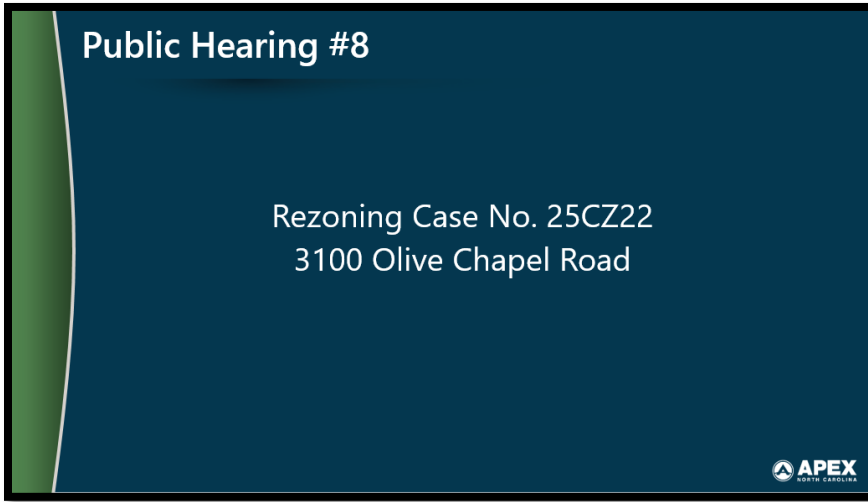 Public Hearing #8
Rezoning Case No. 25CZ22
3100 Olive Chapel Road
APEX
NORTH CAROLINA